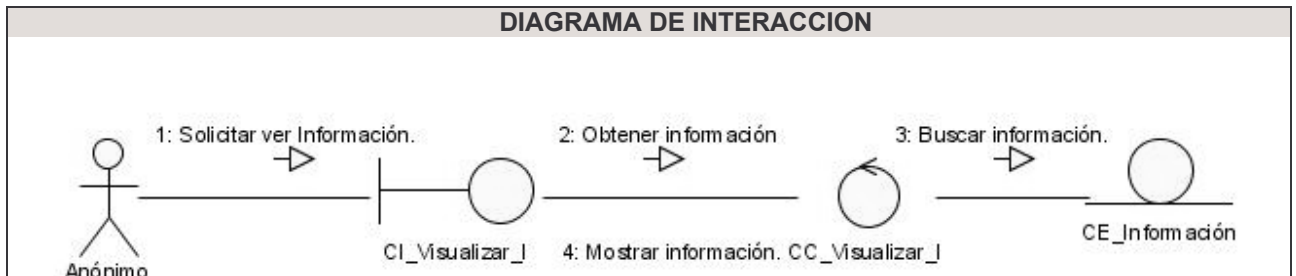 DIAGRAMA DE INTERACCION
1: Solicitar ver Información.
2: Obtener información
3: Buscar información.
CI_Visualizar_I
4: Mostrar información.
CC_Visualizar_I
CE_Información
Anónimo